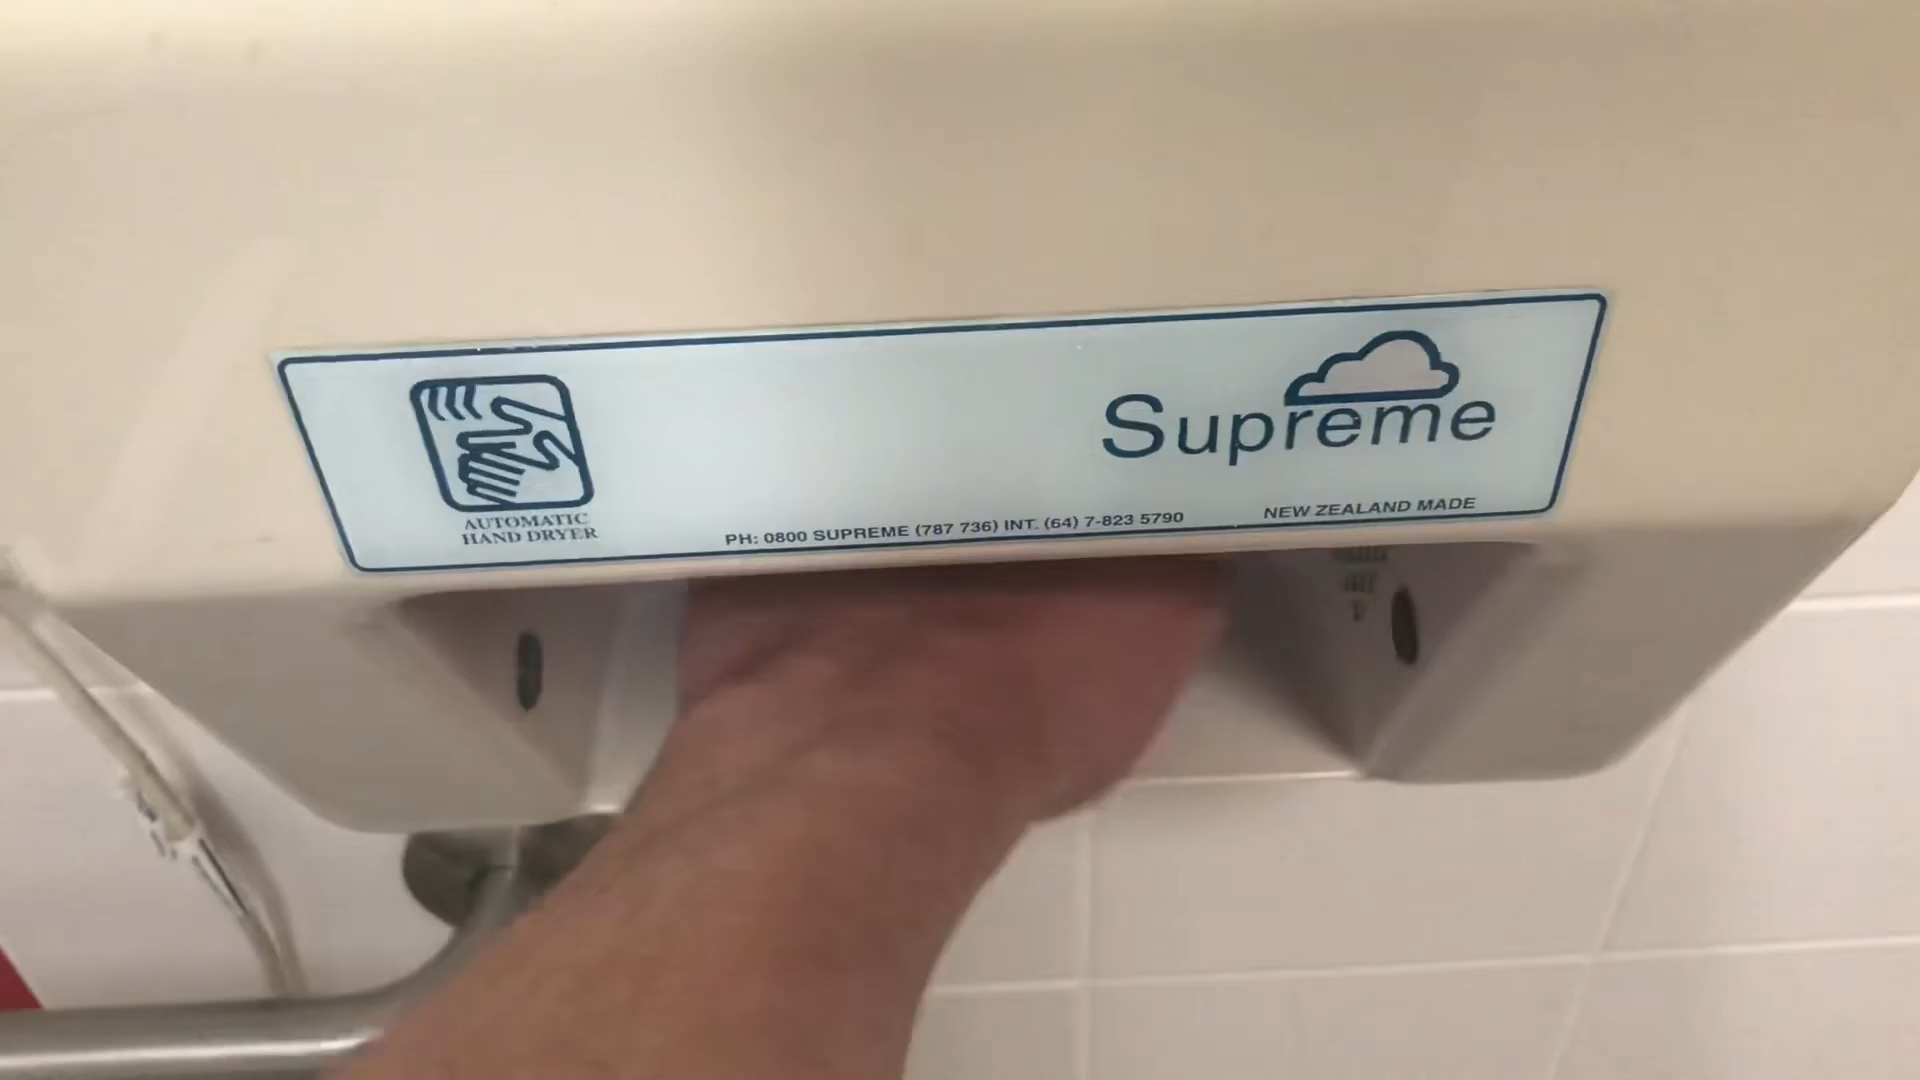 Supreme
AUTOMATIC
HAND DRYER
PH: 0800 SUPREME (787 736) INT. (64) 7-823 5790
NEW ZEALAND MADE